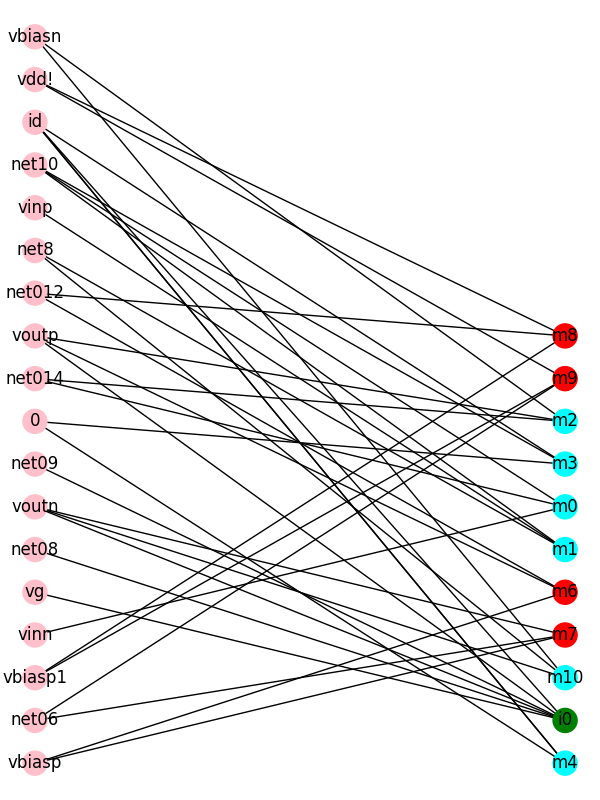 vbiasn
vdd!
id
net10
vinp
net8
net012
voutp
net014
0
net09
voutn
net08
vg
vinn
vbiasp1
net06
vbiasp
m8
m9
m2
m3
m0
m1
m6
m7
m10
i0
m4